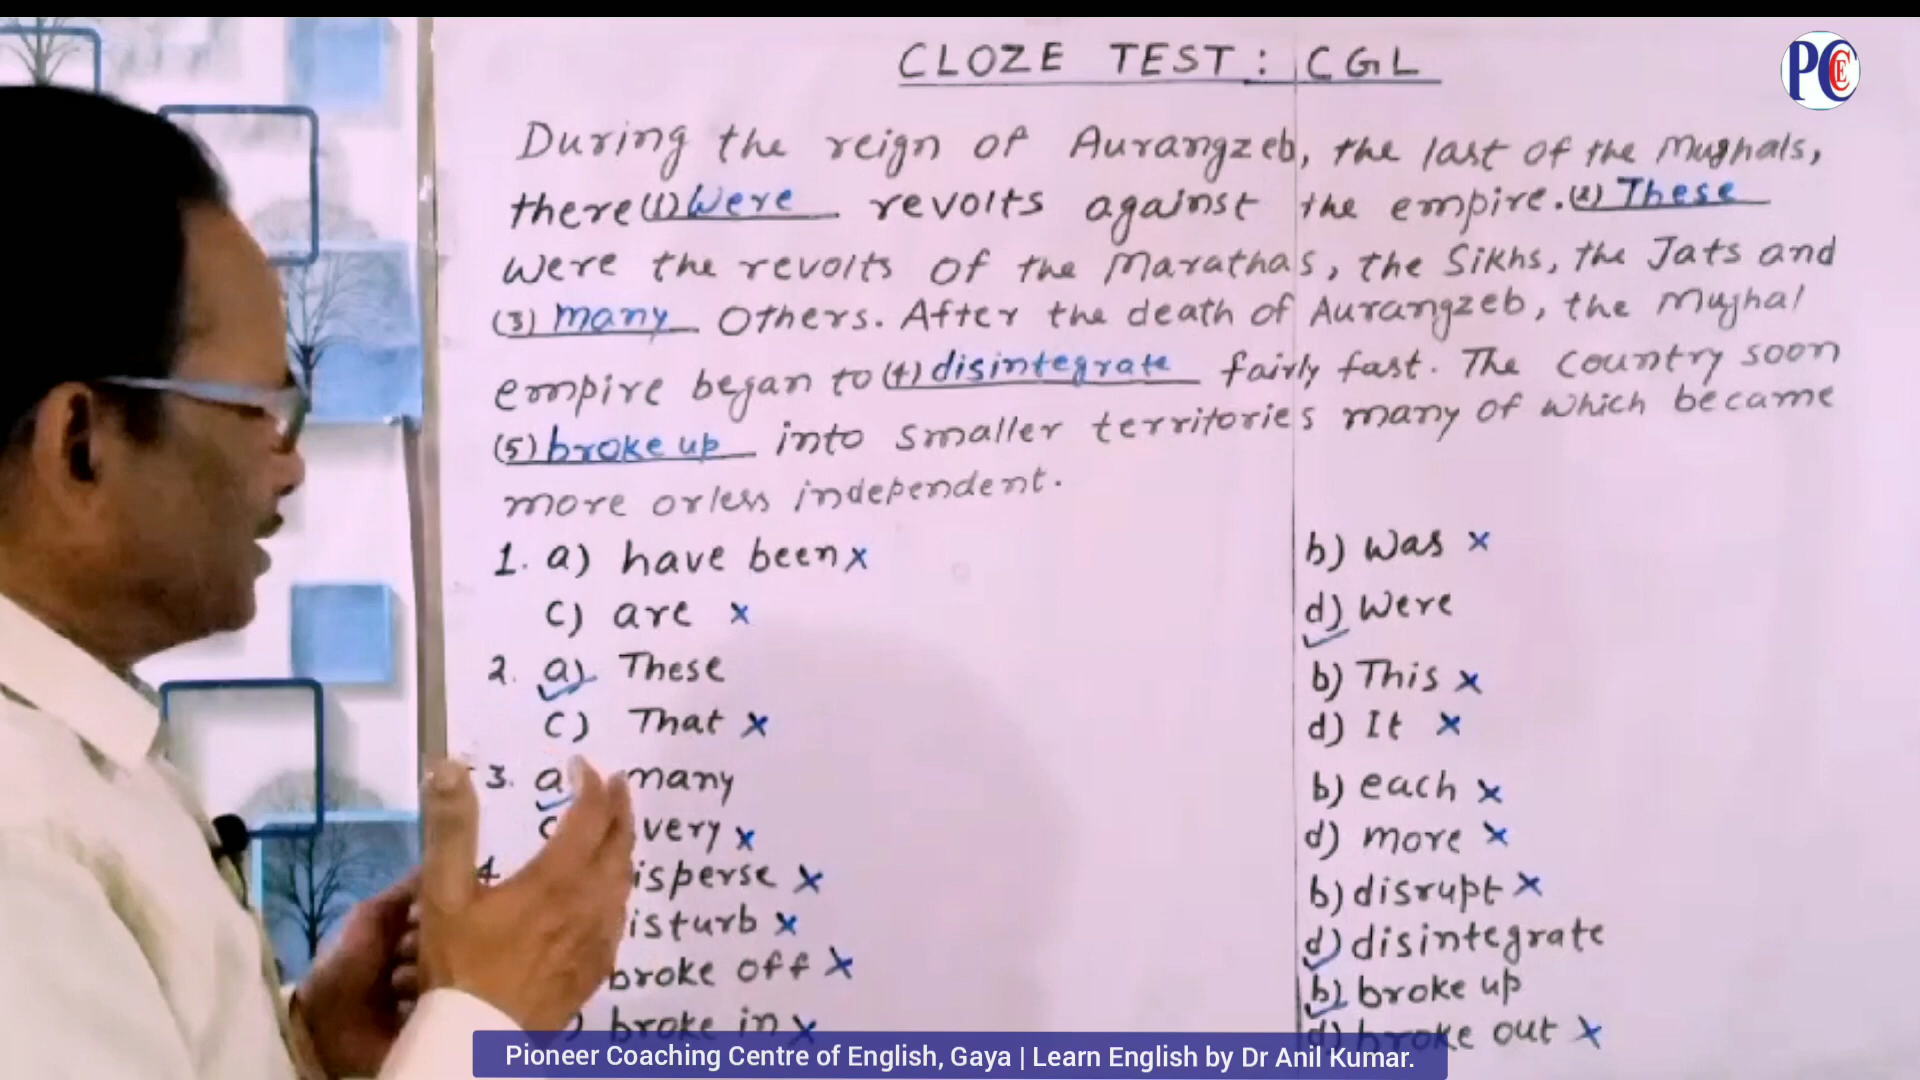 CLOZE TEST: CGL
PCEE
During the reign of Aurangzeb, the last of the Mughals,
there (1) Were revolts against the empire. (2) These
Were the revolts of the Marathas, the Sikhs, the Jats and
(3) many others. After the death of Aurangzeb, the Mughal
empire began to (4) disintegrate fairly fast. The country soon
(5) broke up into smaller territories many of which became
more or less independent.
1. a) have been x b) Was x
c) are x d) Were
2. a) These b) This x
c) That x d) It x
3. a many b) each x
c very x d) more x
4. isperse x b) disrupt x
isturb x d) disintegrate
broke off x b) broke up
) broke in x d) broke out x
Pioneer Coaching Centre of English, Gaya | Learn English by Dr Anil Kumar.